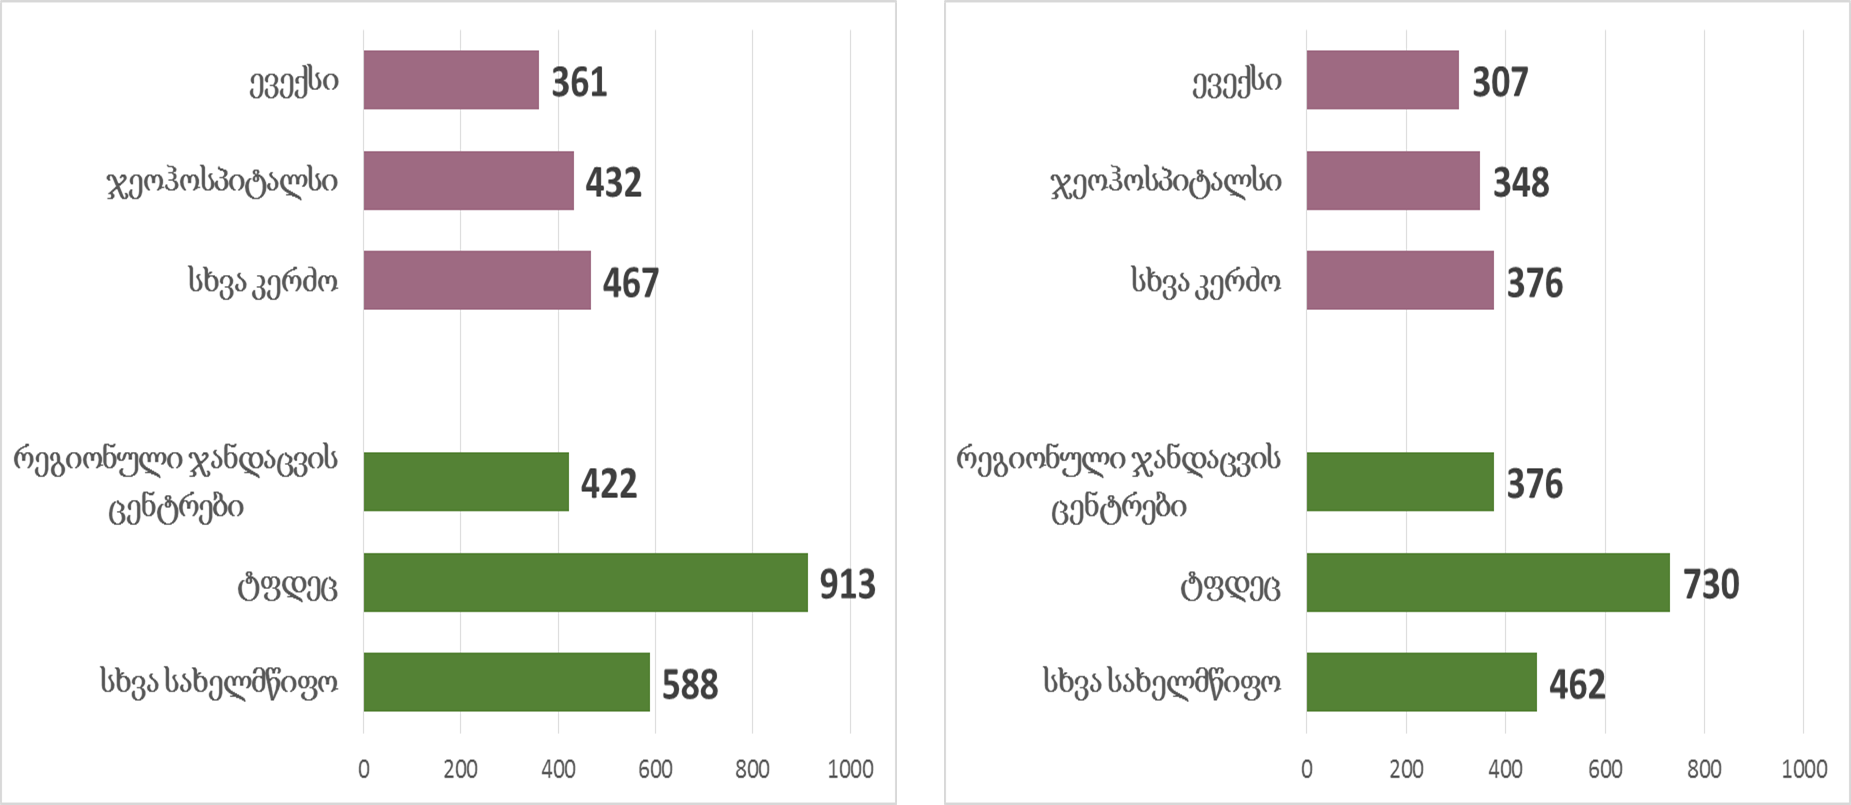 ევექსი 361
ჯეოჰოსპიტალსი 432
სხვა კერძო 467
რეგიონული ჯანდაცვის
ცენტრები 422
ტფდეც 913
სხვა სახელმწიფო 588
0 200 400 600 800 1000
ევექსი 307
ჯეოჰოსპიტალსი 348
სხვა კერძო 376
რეგიონული ჯანდაცვის
ცენტრები 376
ტფდეც 730
სხვა სახელმწიფო 462
0 200 400 600 800 1000